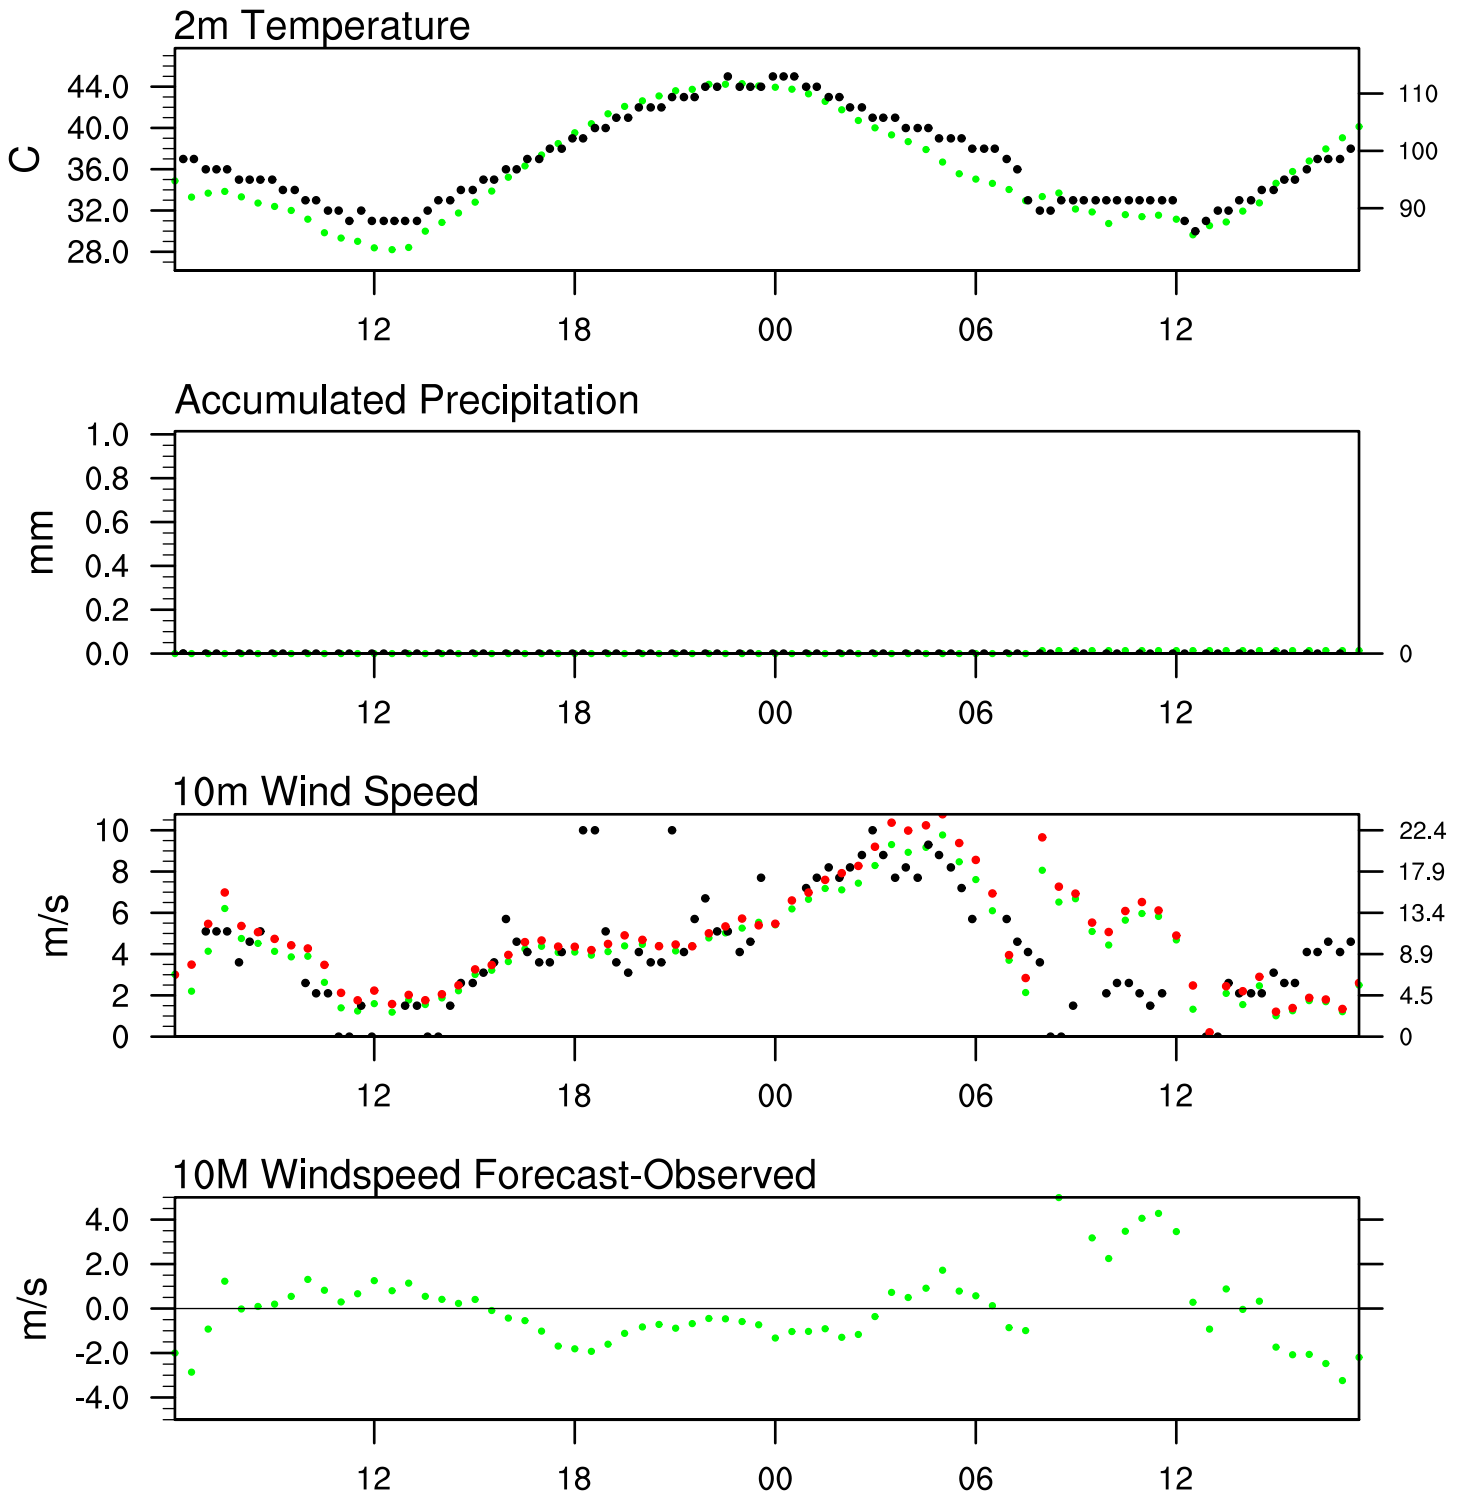 2m Temperature
44.0
40.0
36.0
32.0
28.0
C
110
100
90
12 18 00 06 12
Accumulated Precipitation
1.0
0.8
0.6
0.4
0.2
0.0
mm
0
12 18 00 06 12
10m Wind Speed
10
8
6
4
2
0
m/s
22.4
17.9
13.4
8.9
4.5
0
12 18 00 06 12
10M Windspeed Forecast-Observed
4.0
2.0
0.0
-2.0
-4.0
m/s
12 18 00 06 12